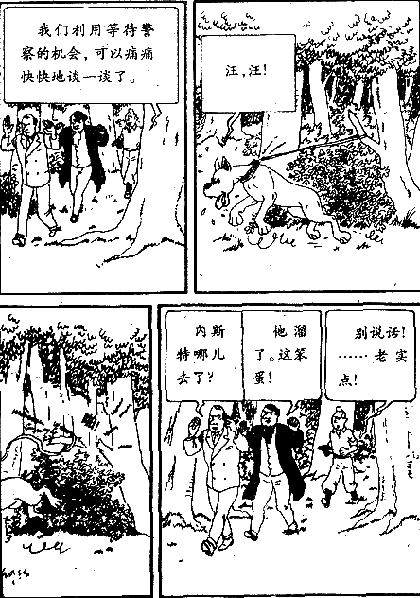 我们利用等待警
察的机会，可以痛痛
快快地谈一谈了。
汪，汪！
内斯
特哪儿
去了？
他溜
了。这笨
蛋！
别说话！
……老实
点！